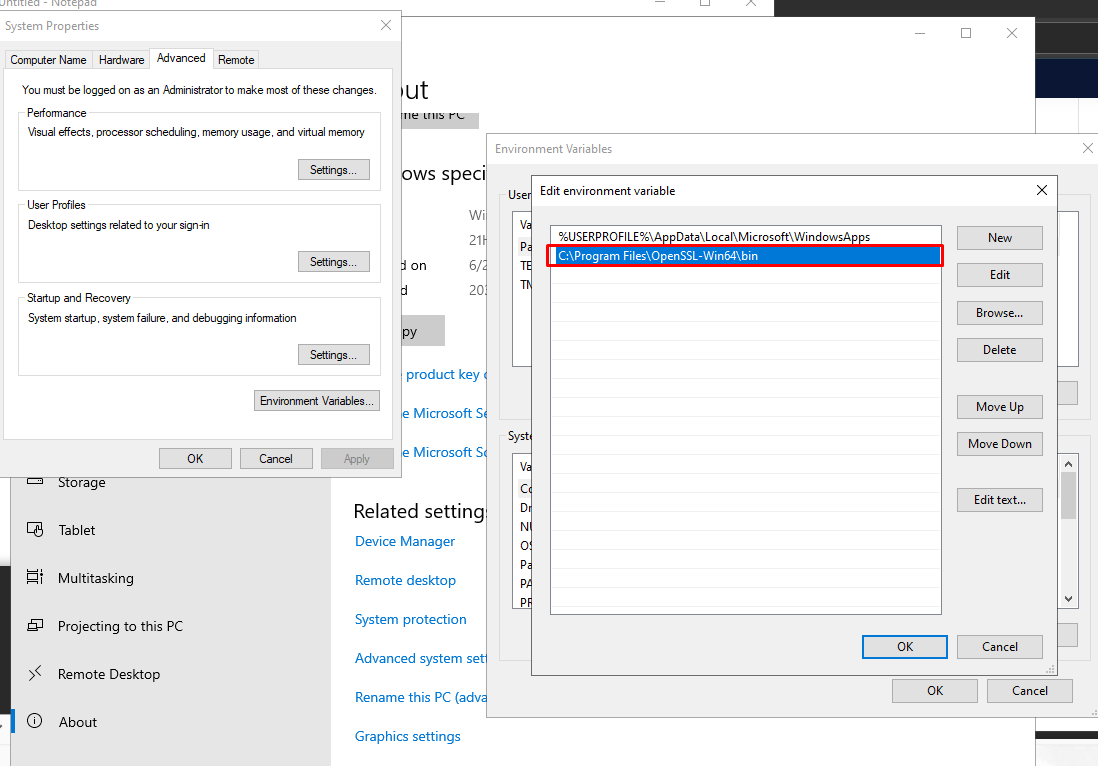 Untitled - Notepad
System Properties
Computer Name
Hardware
Advanced
Remote
You must be logged on as an Administrator to make most of these changes.
Performance
Visual effects, processor scheduling, memory usage, and virtual memory
Settings...
User Profiles
Desktop settings related to your sign-in
Settings...
Startup and Recovery
System startup, system failure, and debugging information
Settings...
Environment Variables...
OK
Cancel
Apply
Storage
Tablet
Multitasking
Projecting to this PC
Remote Desktop
About
out
me this PC
ows speci
Wi
21H
d on
6/2
d
20
py
product key
e Microsoft Se
e Microsoft So
Related settings
Device Manager
Remote desktop
System protection
Advanced system sett
Rename this PC (adva
Graphics settings
Environment Variables
User
Va
Pa
TE
TM
Syste
Va
Co
Dr
NU
OS
Pa
PA
PR
OK
Cancel
Edit environment variable
%USERPROFILE%\AppData\Local\Microsoft\WindowsApps
C:\Program Files\OpenSSL-Win64\bin
New
Edit
Browse...
Delete
Move Up
Move Down
Edit text...
OK
Cancel